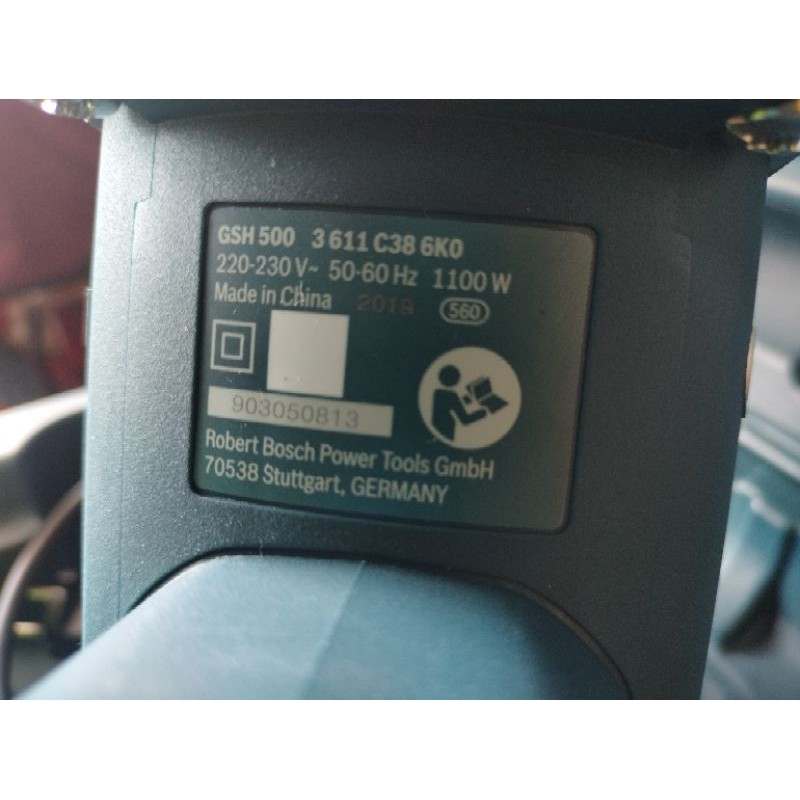 GSH 500 3 611 C38 6K0
220-230 V~ 50-60 Hz 1100 W
Made in China 2018 560
903050813
Robert Bosch Power Tools GmbH
70538 Stuttgart, GERMANY